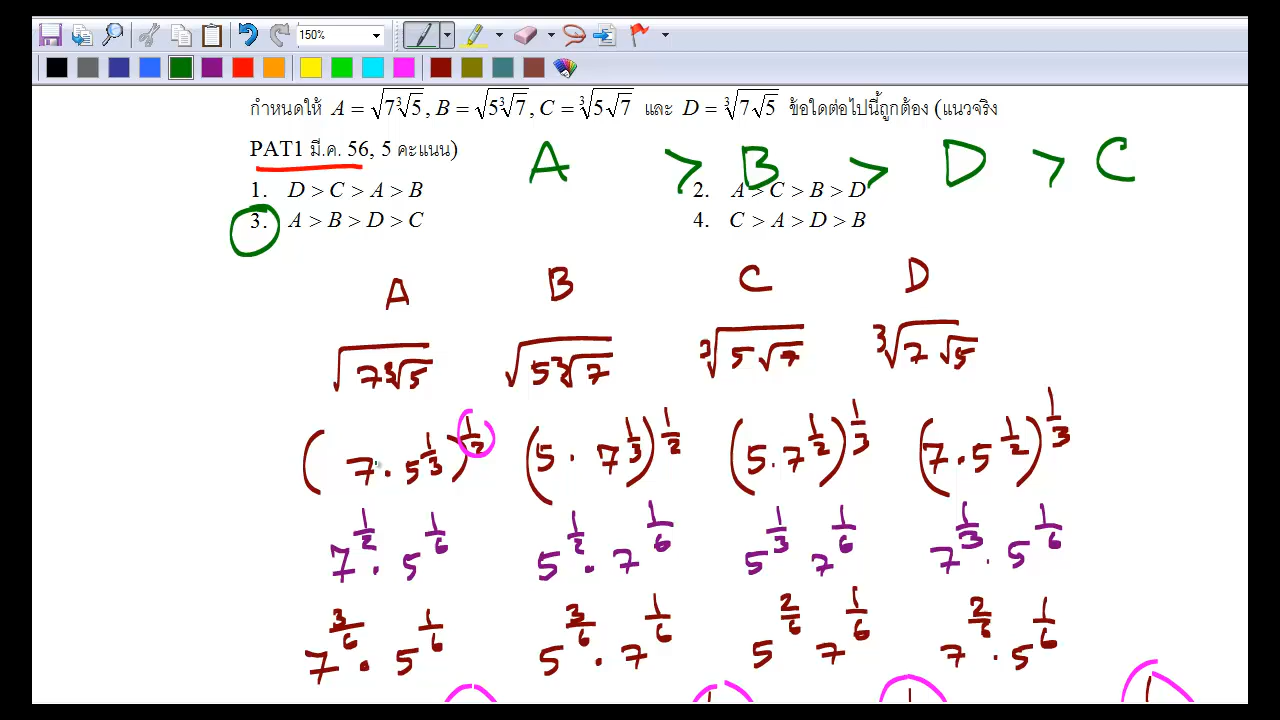 150%
กำหนดให้ A = √(7∛5), B = √(5∛7), C = ∛(5√7) และ D = ∛(7√5) ข้อใดต่อไปนี้ถูกต้อง (แนวจริง
PAT1 มี.ค. 56, 5 คะแนน)
A > B > D > C
1. D > C > A > B 2. A > C > B > D
3. A > B > D > C 4. C > A > D > B
A B C D
√(7∛5) √(5∛7) ∛(5√7) ∛(7√5)
(7 · 5^(1/3))^(1/2) (5 · 7^(1/3))^(1/2) (5 · 7^(1/2))^(1/3) (7 · 5^(1/2))^(1/3)
7^(1/2) · 5^(1/6) 5^(1/2) · 7^(1/6) 5^(1/3) 7^(1/6) 7^(1/3) · 5^(1/6)
7^(3/6) · 5^(1/6) 5^(3/6) · 7^(1/6) 5^(2/6) 7^(1/6) 7^(2/6) · 5^(1/6)